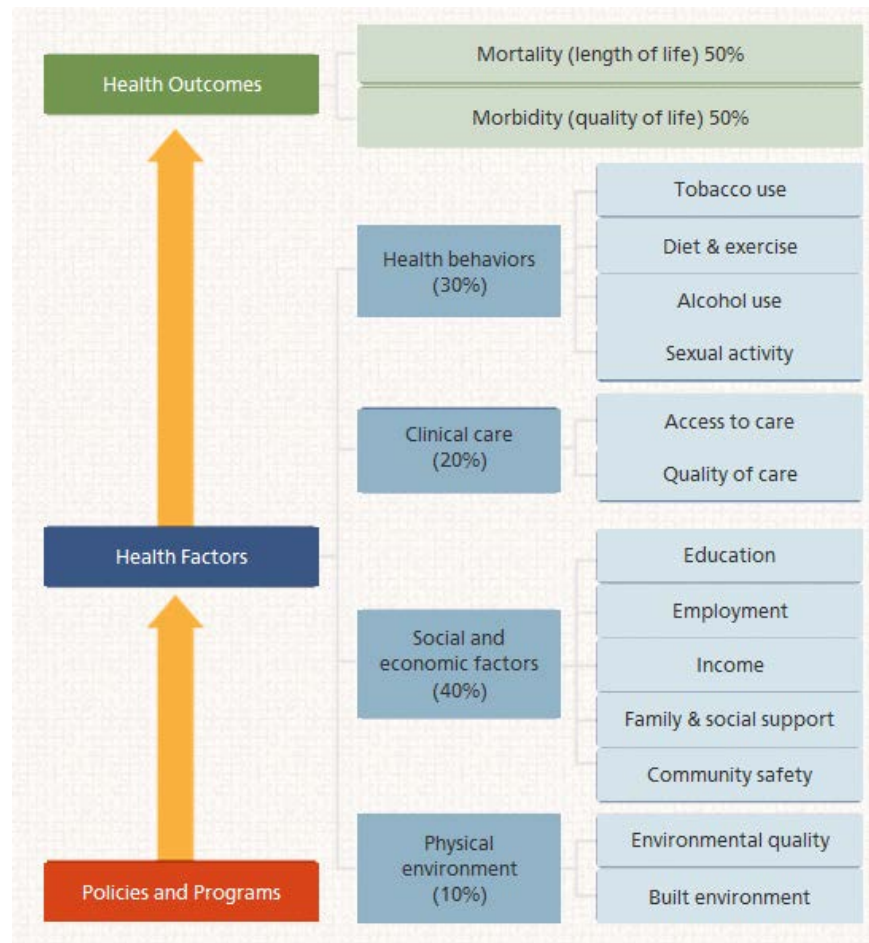 Health Outcomes
Mortality (length of life) 50%
Morbidity (quality of life) 50%
Health Factors
Health behaviors
(30%)
Tobacco use
Diet & exercise
Alcohol use
Sexual activity
Clinical care
(20%)
Access to care
Quality of care
Social and
economic factors
(40%)
Education
Employment
Income
Family & social support
Community safety
Physical
environment
(10%)
Environmental quality
Built environment
Policies and Programs